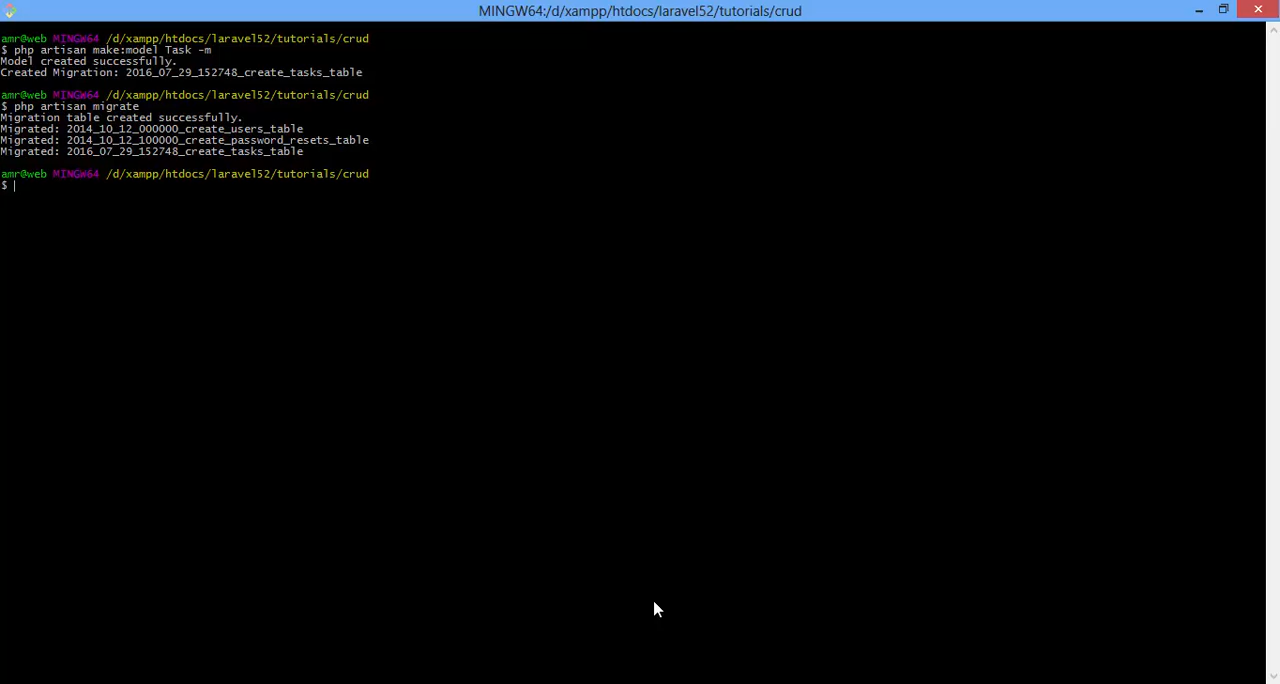 MINGW64:/d/xampp/htdocs/laravel52/tutorials/crud
amr@web MINGW64 /d/xampp/htdocs/laravel52/tutorials/crud
$ php artisan make:model Task -m
Model created successfully.
Created Migration: 2016_07_29_152748_create_tasks_table
amr@web MINGW64 /d/xampp/htdocs/laravel52/tutorials/crud
$ php artisan migrate
Migration table created successfully.
Migrated: 2014_10_12_000000_create_users_table
Migrated: 2014_10_12_100000_create_password_resets_table
Migrated: 2016_07_29_152748_create_tasks_table
amr@web MINGW64 /d/xampp/htdocs/laravel52/tutorials/crud
$